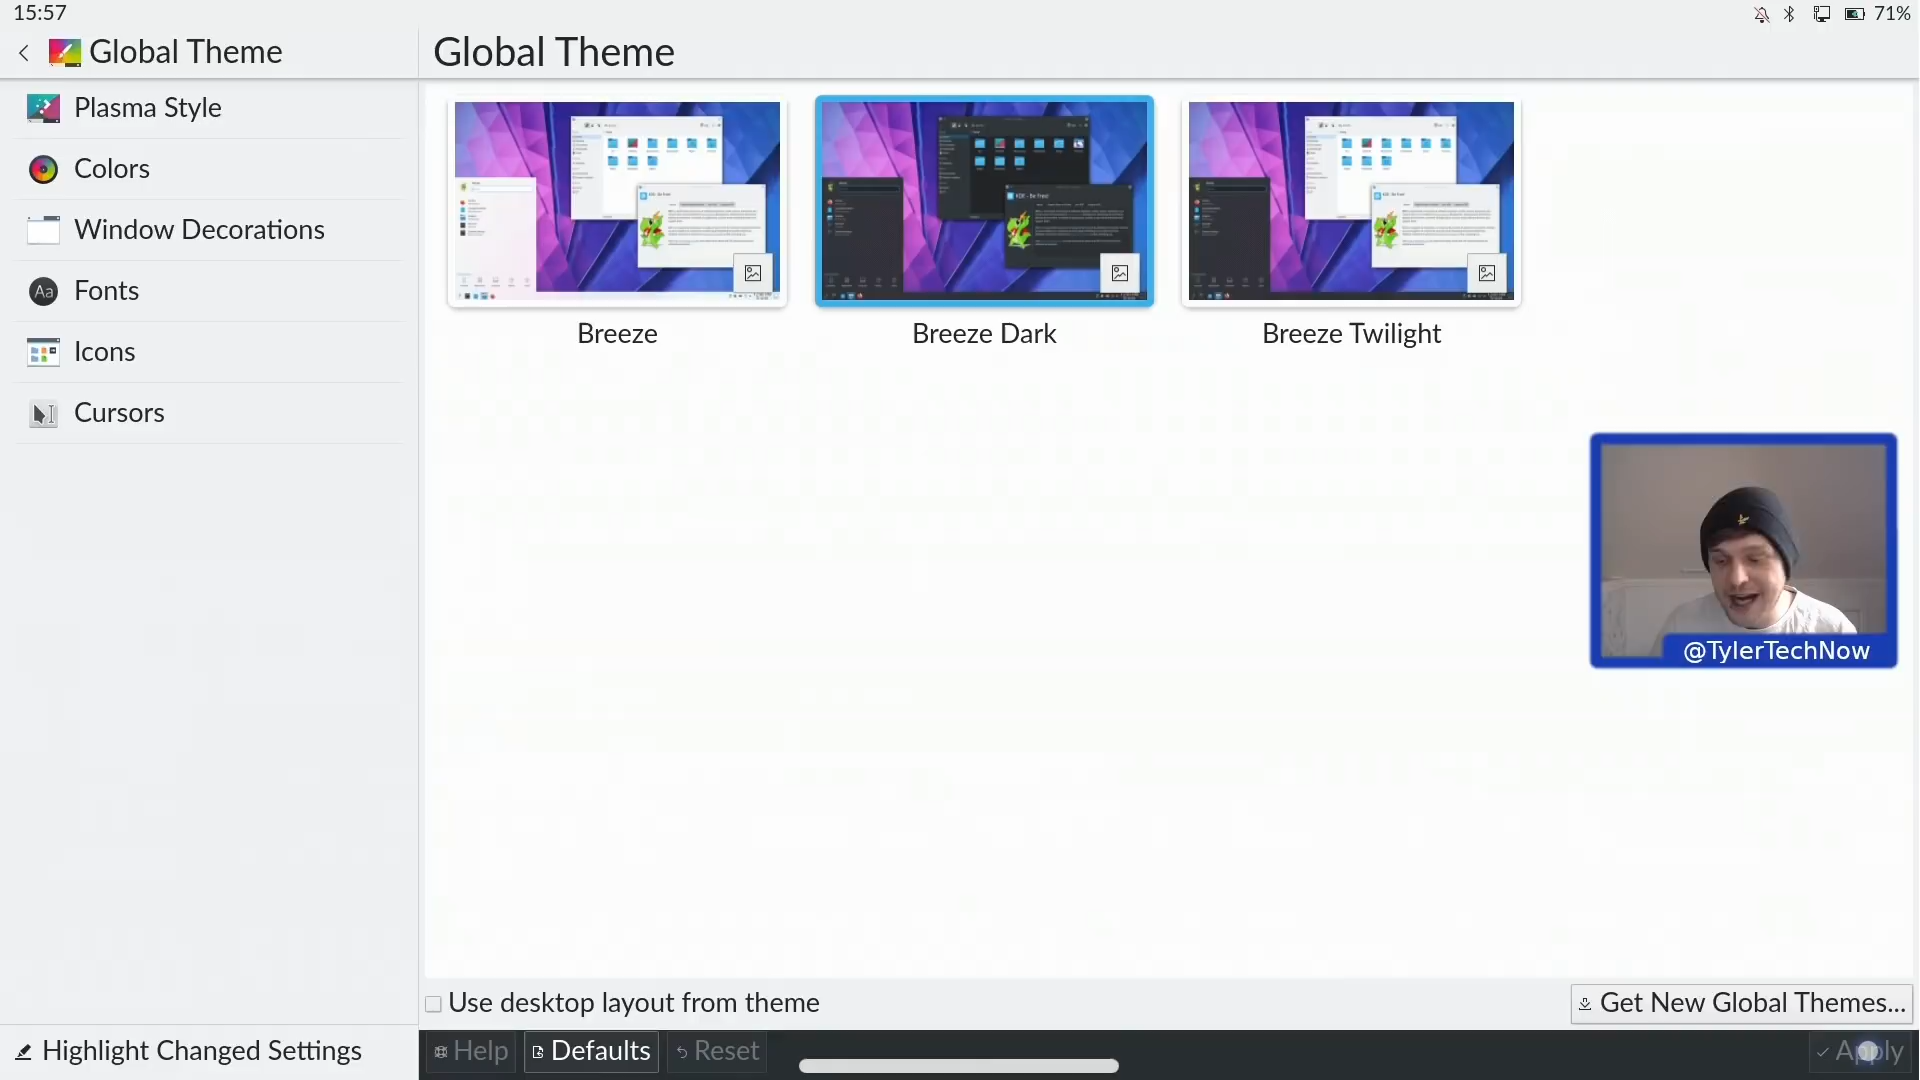 15:57
71%
Global Theme
Global Theme
Plasma Style
Colors
Window Decorations
Fonts
Icons
Cursors
Breeze
Breeze Dark
Breeze Twilight
@TylerTechNow
Use desktop layout from theme
Get New Global Themes...
Highlight Changed Settings
Help
Defaults
Reset
Apply